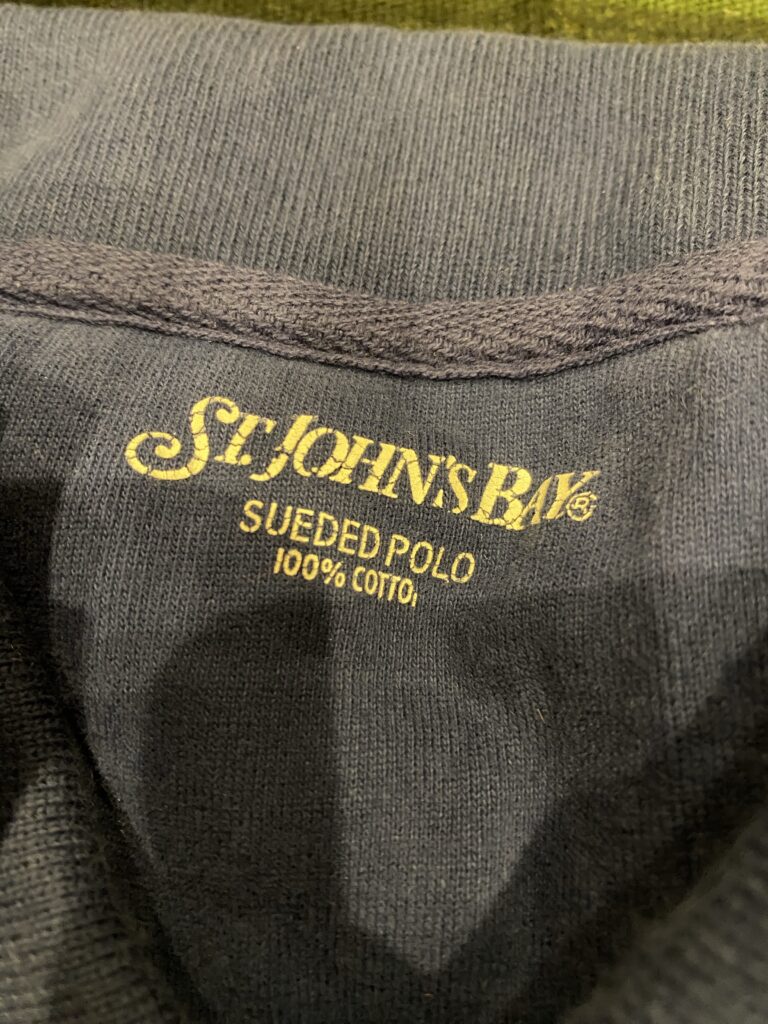 St. John's Bay®
SUEDED POLO
100% COTTO